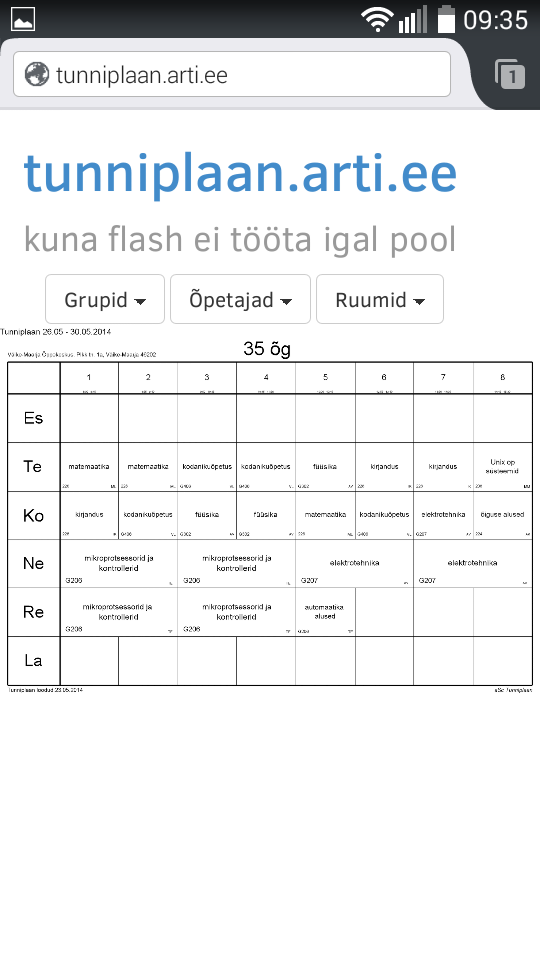 09:35
tunniplaan.arti.ee
1
tunniplaan.arti.ee
kuna flash ei tööta igal pool
Grupid Õpetajad Ruumid
Tunniplaan 26.05 - 30.05.2014
35 õg
Väike-Maarja Õppekeskus, Pikk tn. 1a, Väike-Maarja 46202
1 2 3 4 5 6 7 8
Es
Te matemaatika matemaatika kodanikuõpetus kodanikuõpetus füüsika kirjandus kirjandus Unix op süsteemid
Ko kirjandus kodanikuõpetus füüsika füüsika matemaatika kodanikuõpetus elektrotehnika õiguse alused
Ne mikroprotsessorid ja kontrollerid mikroprotsessorid ja kontrollerid elektrotehnika elektrotehnika
G206 G206 G207 G207
Re mikroprotsessorid ja kontrollerid mikroprotsessorid ja kontrollerid automaatika alused
G206 G206
La
Tunniplaan loodud 23.05.2014 aSc Tunniplaan